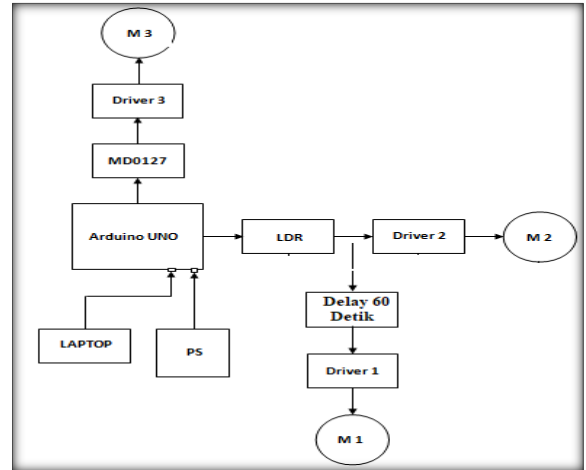 M 3
Driver 3
MD0127
Arduino UNO
LDR
Driver 2
M 2
Delay 60
Detik
LAPTOP
PS
Driver 1
M 1